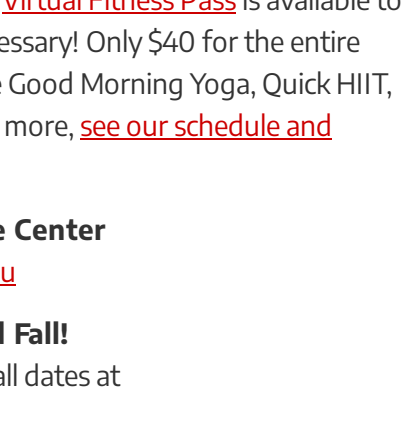 Virtual Fitness Pass is available to
essary! Only $40 for the entire
Good Morning Yoga, Quick HIIT,
more, see our schedule and
e Center
u
l Fall!
all dates at